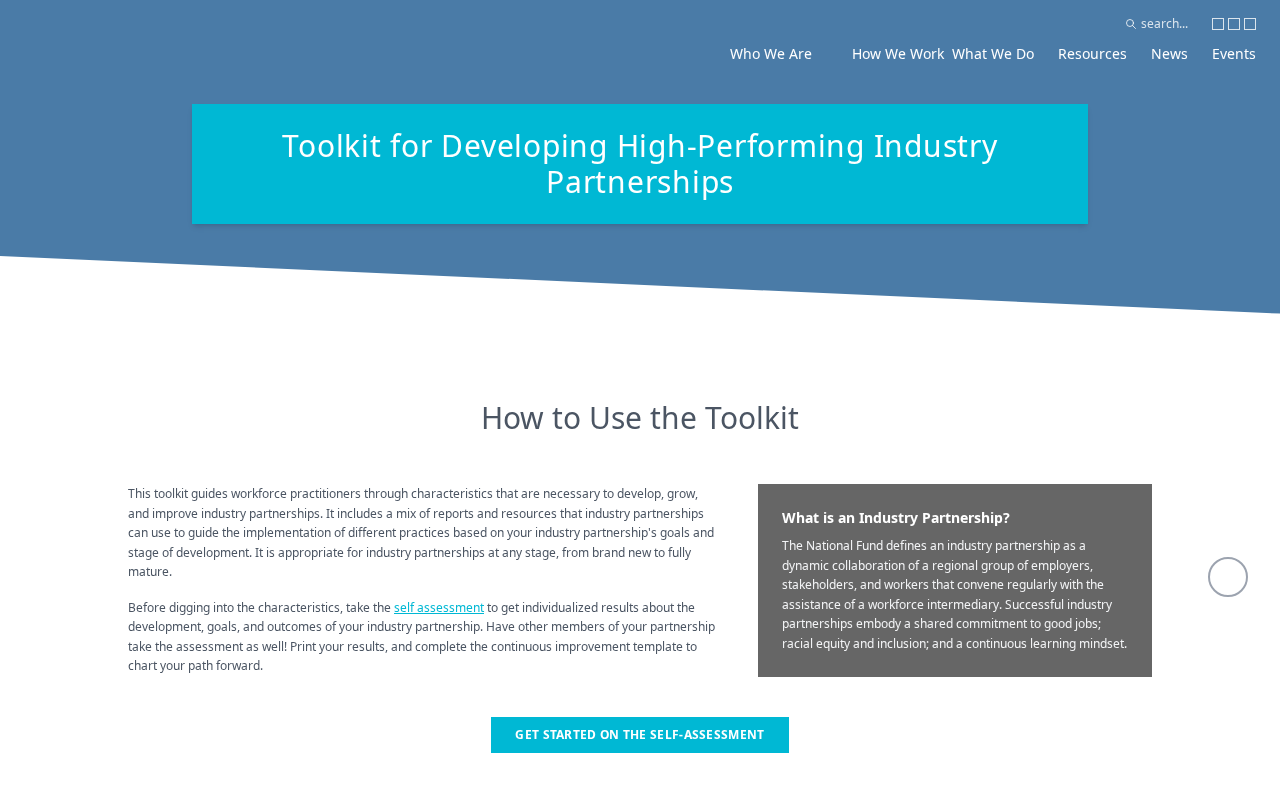 search...
Who We Are How We Work What We Do Resources News Events
Toolkit for Developing High-Performing Industry
Partnerships
How to Use the Toolkit
This toolkit guides workforce practitioners through characteristics that are necessary to develop, grow,
and improve industry partnerships. It includes a mix of reports and resources that industry partnerships
can use to guide the implementation of different practices based on your industry partnership's goals and
stage of development. It is appropriate for industry partnerships at any stage, from brand new to fully
mature.
Before digging into the characteristics, take the self assessment to get individualized results about the
development, goals, and outcomes of your industry partnership. Have other members of your partnership
take the assessment as well! Print your results, and complete the continuous improvement template to
chart your path forward.
What is an Industry Partnership?
The National Fund defines an industry partnership as a
dynamic collaboration of a regional group of employers,
stakeholders, and workers that convene regularly with the
assistance of a workforce intermediary. Successful industry
partnerships embody a shared commitment to good jobs;
racial equity and inclusion; and a continuous learning mindset.
GET STARTED ON THE SELF-ASSESSMENT